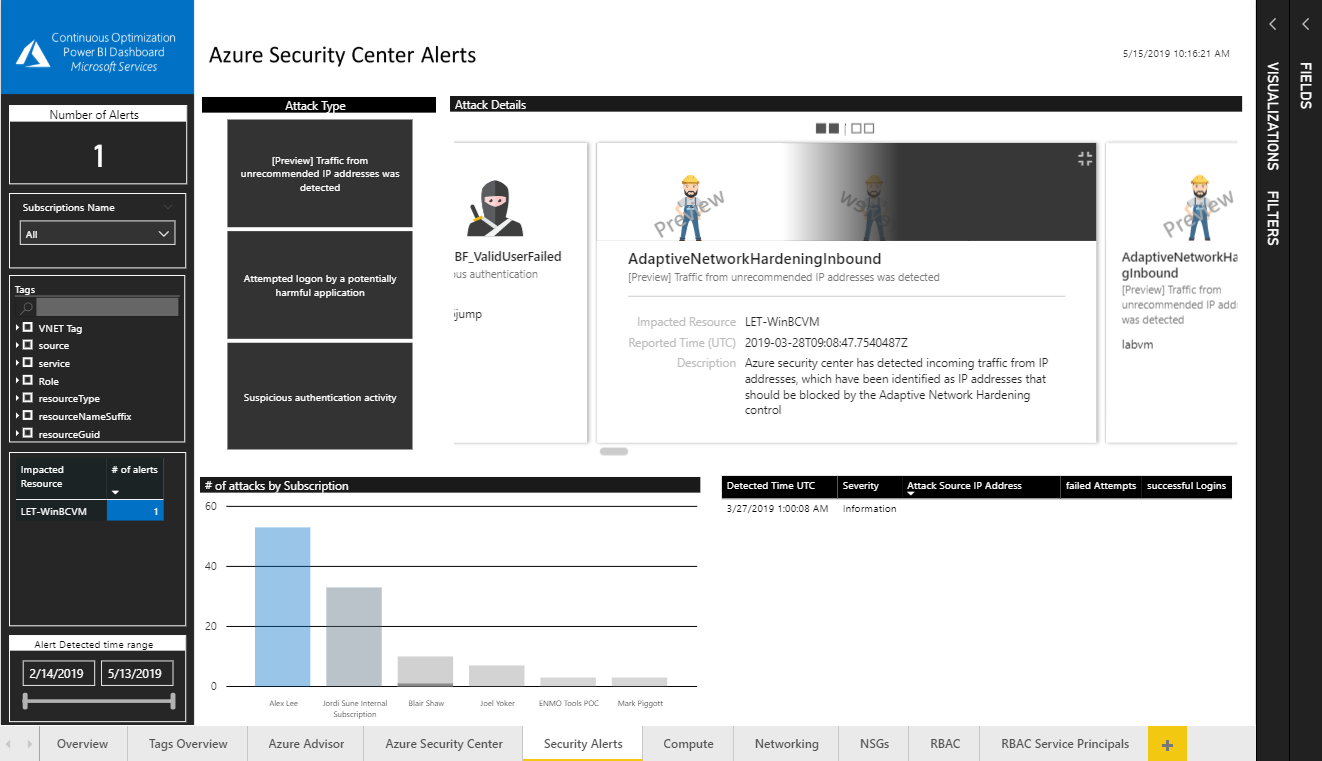 Continuous Optimization
Power BI Dashboard
Microsoft Services
Azure Security Center Alerts
5/15/2019 10:16:21 AM
Number of Alerts
1
Subscriptions Name
All
Tags
VNET Tag
source
service
Role
resourceType
resourceNameSuffix
resourceGuid
Impacted Resource # of alerts
LET-WinBCVM 1
Alert Detected time range
2/14/2019 5/13/2019
Attack Type
[Preview] Traffic from
unrecommended IP addresses was
detected
Attempted logon by a potentially
harmful application
Suspicious authentication activity
Attack Details
BF_ValidUserFailed
us authentication
jump
Preview
AdaptiveNetworkHardeningInbound
[Preview] Traffic from unrecommended IP addresses was detected
Impacted Resource LET-WinBCVM
Reported Time (UTC) 2019-03-28T09:08:47.7540487Z
Description Azure security center has detected incoming traffic from IP
addresses, which have been identified as IP addresses that
should be blocked by the Adaptive Network Hardening
control
Preview
AdaptiveNetworkHa
gInbound
[Preview] Traffic from
unrecommended IP addi
was detected
labvm
# of attacks by Subscription
60
40
20
0
Alex Lee
Jordi Sune Internal
Subscription
Blair Shaw
Joel Yoker
ENMO Tools POC
Mark Piggott
Detected Time UTC Severity Attack Source IP Address failed Attempts successful Logins
3/27/2019 1:00:08 AM Information
VISUALIZATIONS
FILTERS
FIELDS
Overview Tags Overview Azure Advisor Azure Security Center Security Alerts Compute Networking NSGs RBAC RBAC Service Principals +